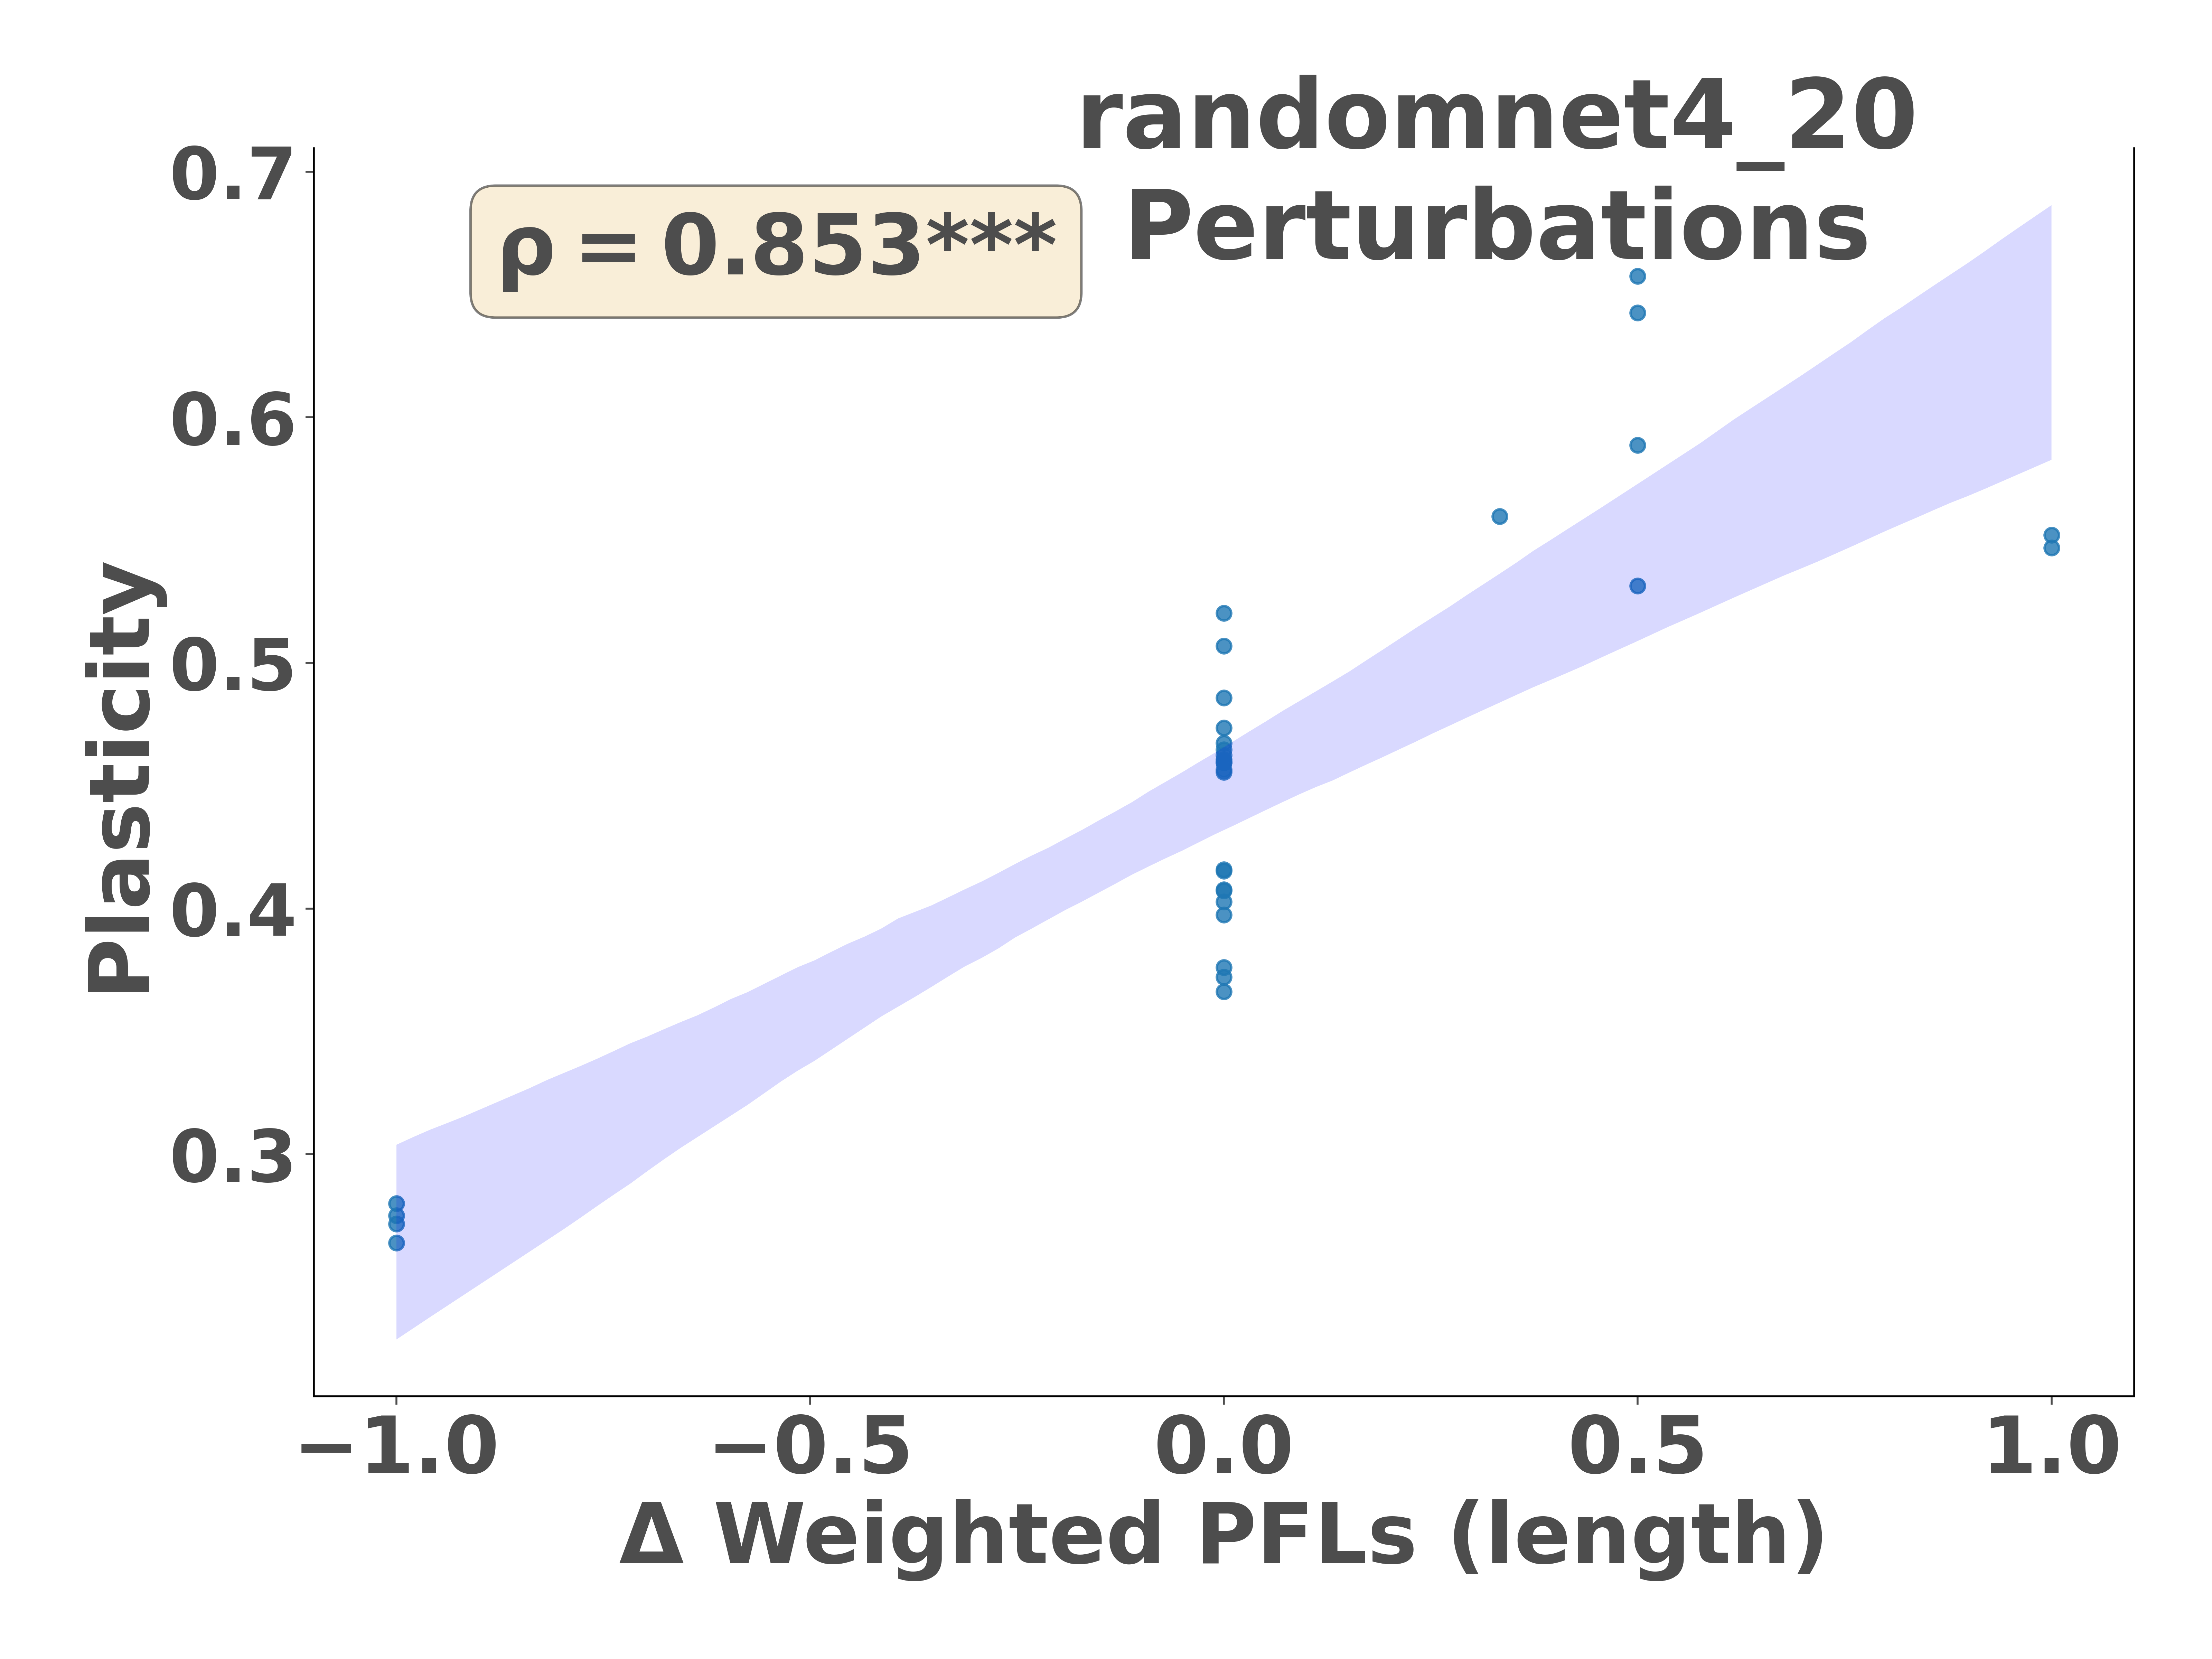 randomnet4_20
Perturbations
ρ = 0.853***
Plasticity
0.7
0.6
0.5
0.4
0.3
−1.0
−0.5
0.0
0.5
1.0
Δ Weighted PFLs (length)